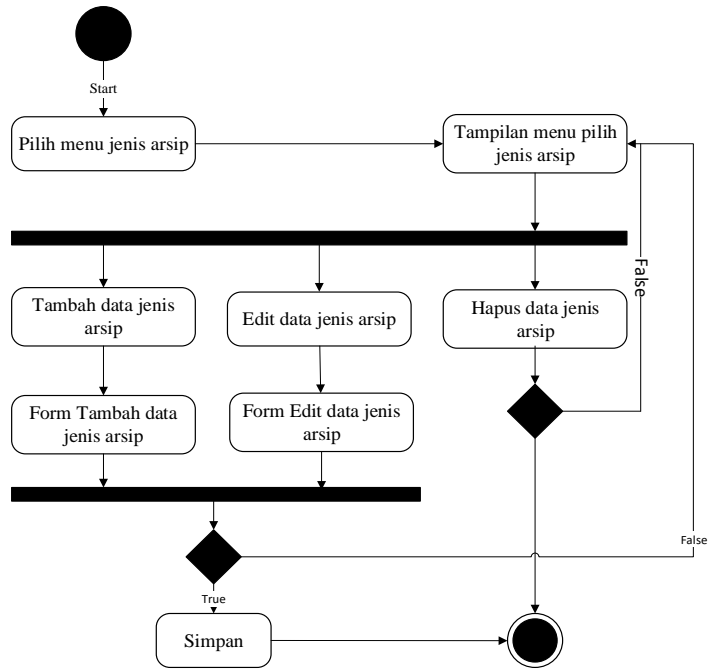 Start
Pilih menu jenis arsip
Tampilan menu pilih
jenis arsip
False
Tambah data jenis
arsip
Edit data jenis arsip
Hapus data jenis
arsip
Form Tambah data
jenis arsip
Form Edit data jenis
arsip
False
True
Simpan